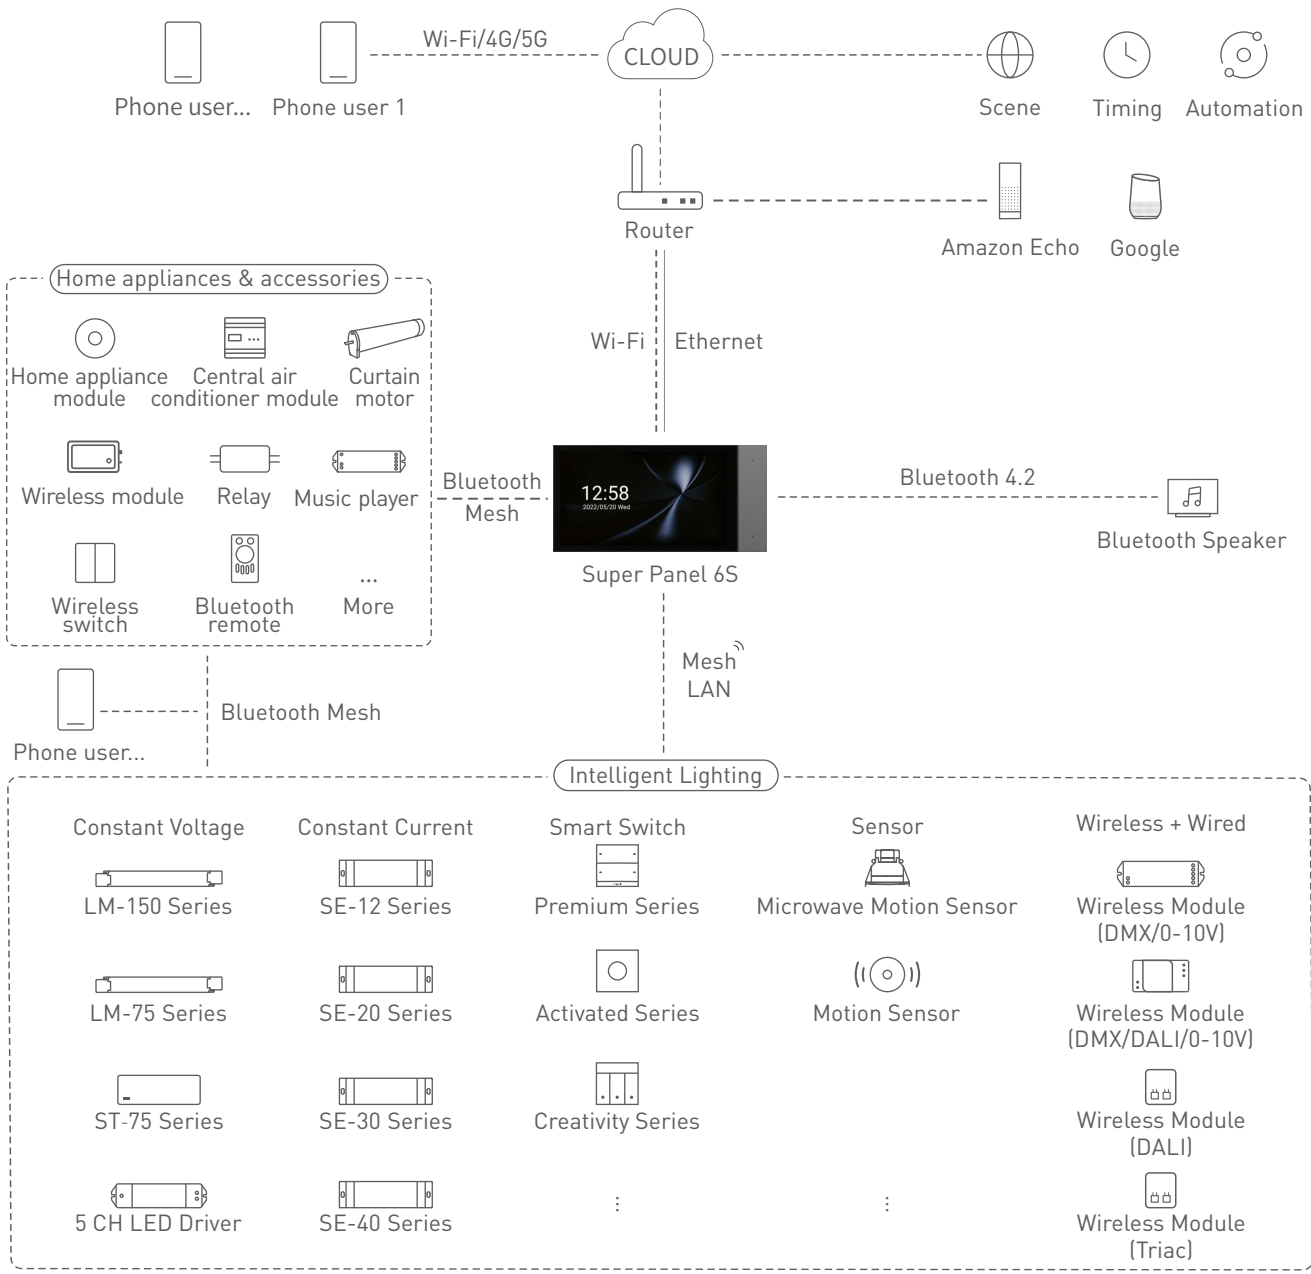 Wi-Fi/4G/5G
CLOUD
Phone user...
Phone user 1
Scene
Timing
Automation
Router
Amazon Echo
Google
Home appliances & accessories
Wi-Fi
Ethernet
Home appliance
module
Central air
conditioner module
Curtain
motor
Wireless module
Relay
Music player
Wireless
switch
Bluetooth
remote
...
More
Bluetooth
Mesh
12:58
2022/05/20 Wed
Super Panel 6S
Bluetooth 4.2
Bluetooth Speaker
Mesh
LAN
Phone user...
Bluetooth Mesh
Intelligent Lighting
Constant Voltage
LM-150 Series
LM-75 Series
ST-75 Series
5 CH LED Driver
Constant Current
SE-12 Series
SE-20 Series
SE-30 Series
SE-40 Series
Smart Switch
Premium Series
Activated Series
Creativity Series
⋮
Sensor
Microwave Motion Sensor
Motion Sensor
⋮
Wireless + Wired
Wireless Module
(DMX/0-10V)
Wireless Module
(DMX/DALI/0-10V)
Wireless Module
(DALI)
Wireless Module
(Triac)